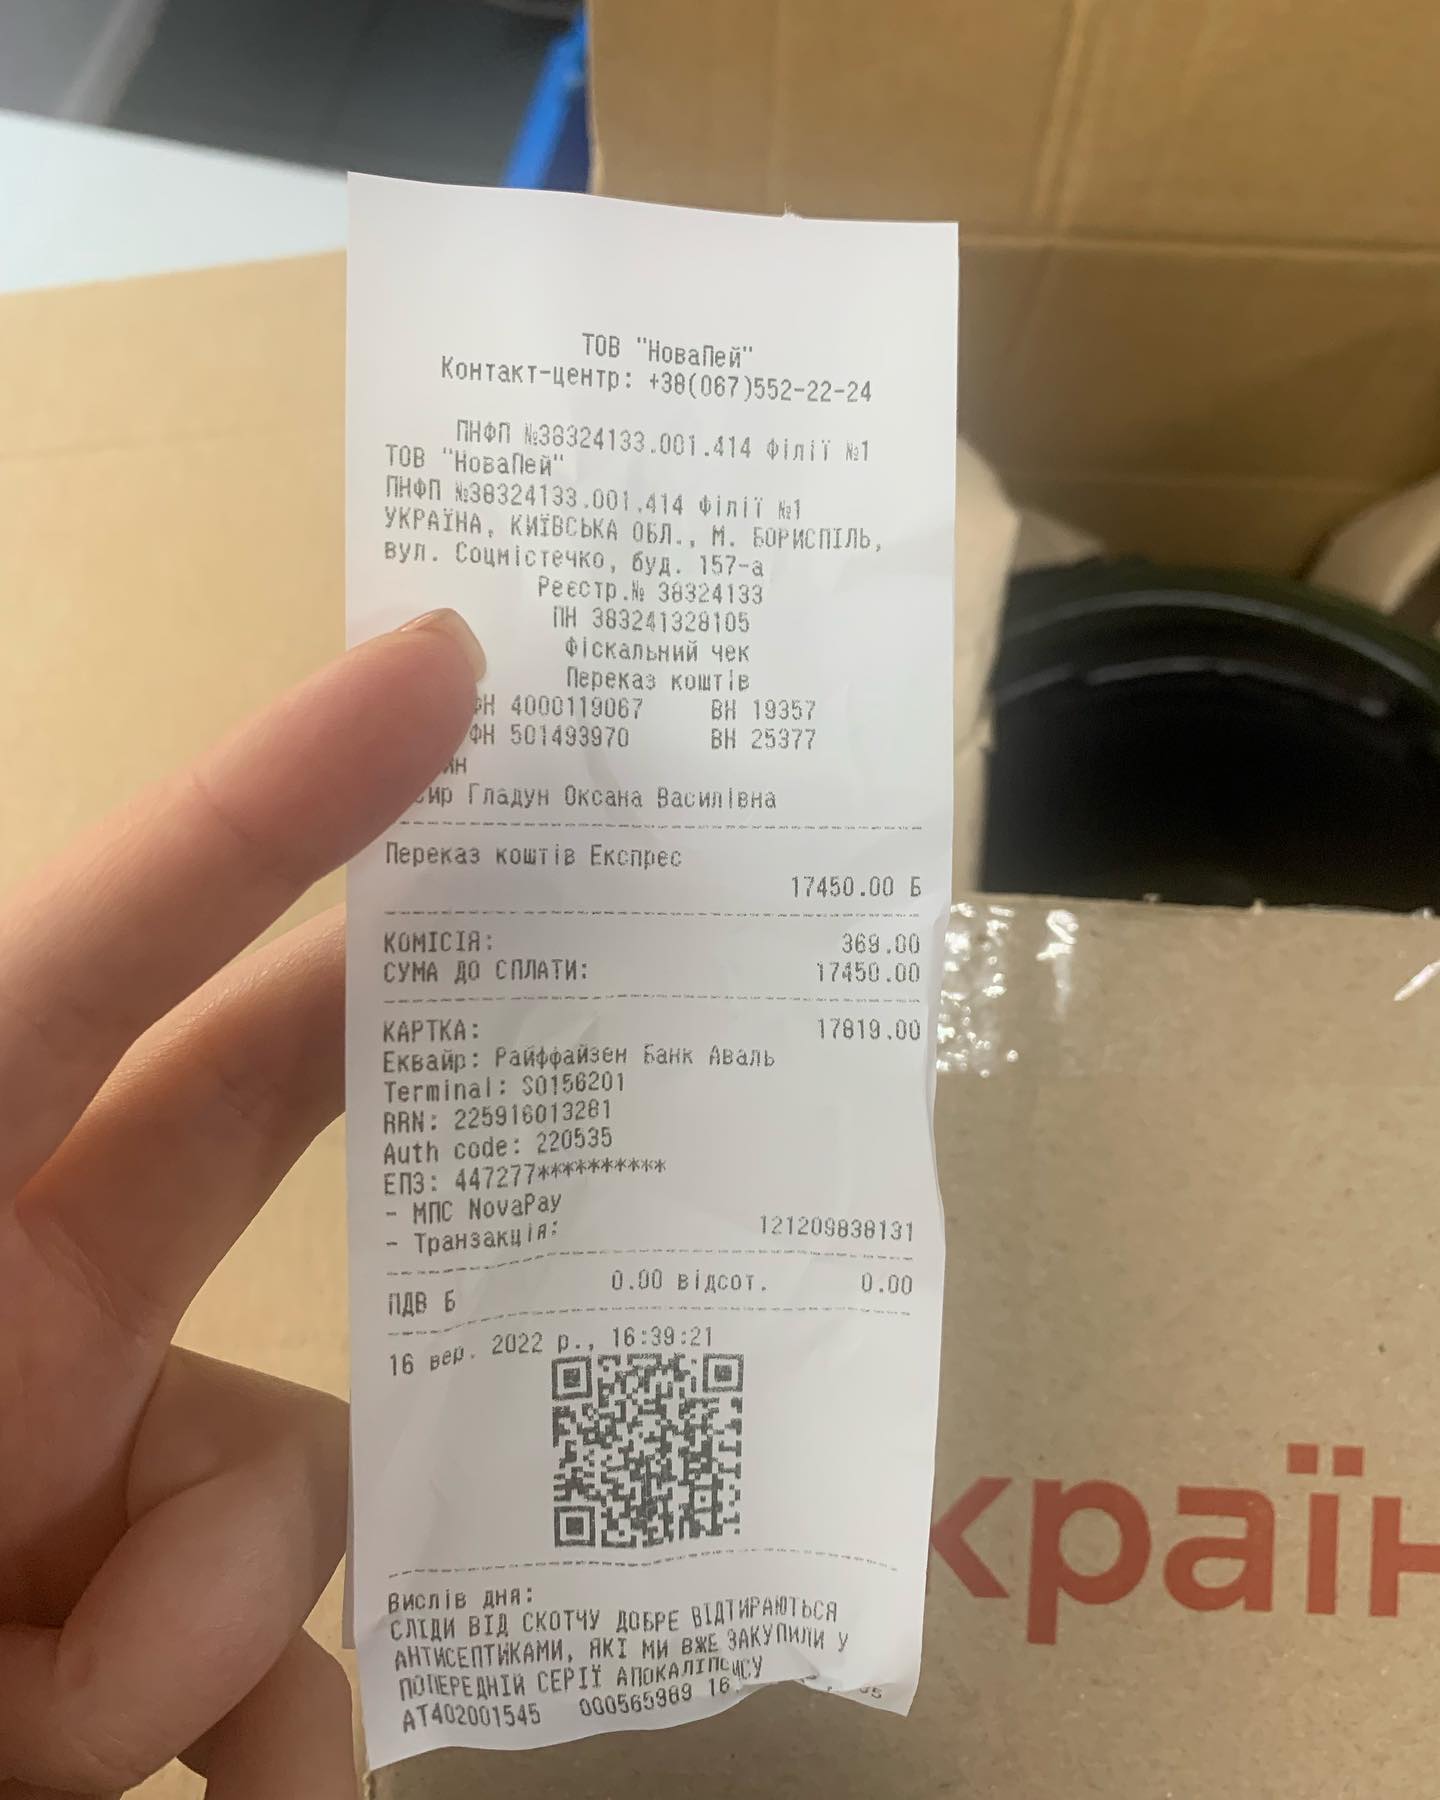 ТОВ "НоваПей"
Контакт-центр: +38(067)552-22-24
ПНФП №38324133.001.414 Філії №1
ТОВ "НоваПей"
ПНФП №38324133.001.414 Філії №1
УКРАЇНА, КИЇВСЬКА ОБЛ., М. БОРИСПІЛЬ,
вул. Соцмістечко, буд. 157-а
Реєстр.№ 38324133
ПН 383241328105
Фіскальний чек
Переказ коштів
ФН 4000119067 ВН 19357
ФН 501493970 ВН 25377
Гладун Оксана Василівна
Переказ коштів Експрес
17450.00 Б
КОМІСІЯ: 369.00
СУМА ДО СПЛАТИ: 17450.00
КАРТКА: 17819.00
Еквайр: Райффайзен Банк Аваль
Terminal: S0156201
RRN: 225916013281
Auth code: 220535
ЕПЗ: 447277**********
- МПС NovaPay
- Транзакція: 121209838131
ПДВ Б 0.00 відсот. 0.00
16 вер. 2022 р., 16:39:21
Вислів дня:
СЛІДИ ВІД СКОТЧУ ДОБРЕ ВІДТИРАЮТЬСЯ
АНТИСЕПТИКАМИ, ЯКІ МИ ВЖЕ ЗАКУПИЛИ У
ПОПЕРЕДНІЙ СЕРІЇ АПОКАЛІПСИСУ
АТ402001545 000565989 16
країн